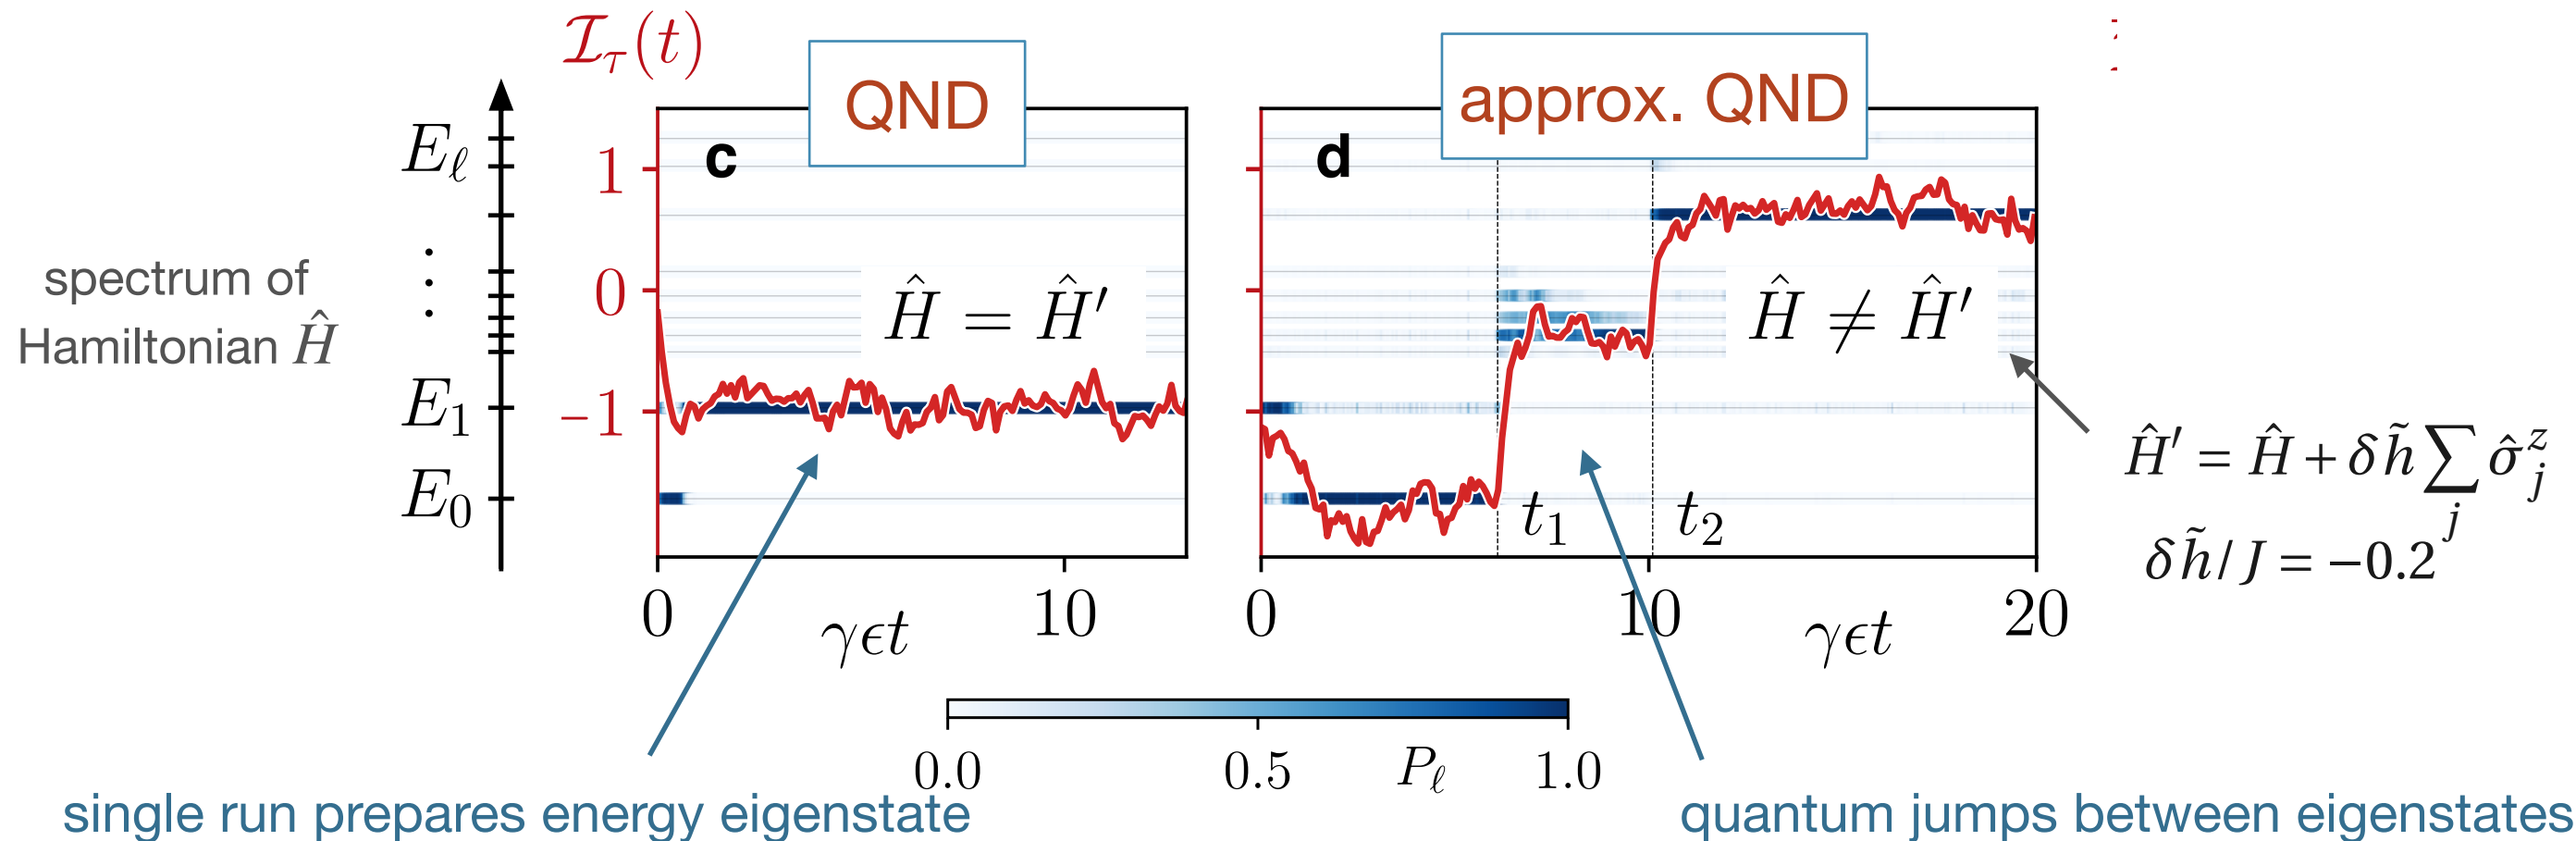 𝓘_τ(t)
QND
approx. QND
E_ℓ
c
d
1
⋮
0
−1
spectrum of
Hamiltonian Ĥ
Ĥ = Ĥ′
Ĥ ≠ Ĥ′
E_1
E_0
t_1
t_2
Ĥ′ = Ĥ + δh̃ ∑_j σ̂_j^z
δh̃/J = −0.2
0
γϵt
10
0
10
γϵt
20
0.0
0.5
P_ℓ
1.0
single run prepares energy eigenstate
quantum jumps between eigenstates